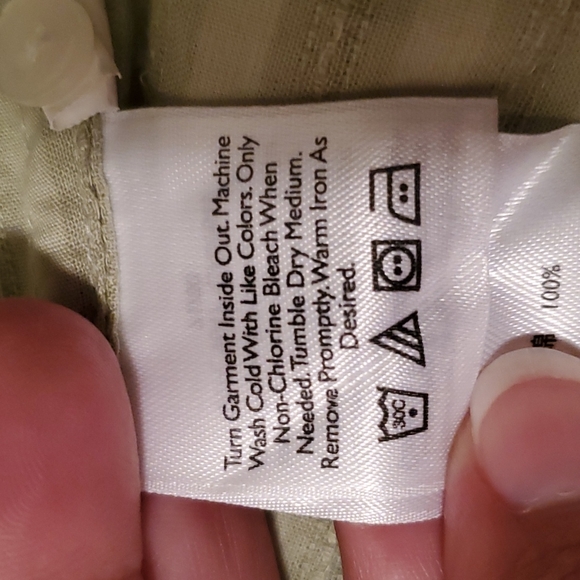 Turn Garment Inside Out. Machine
Wash Cold With Like Colors. Only
Non-Chlorine Bleach When
Needed. Tumble Dry Medium.
Remove Promptly. Warm Iron As
Desired.
30C
綿 100%